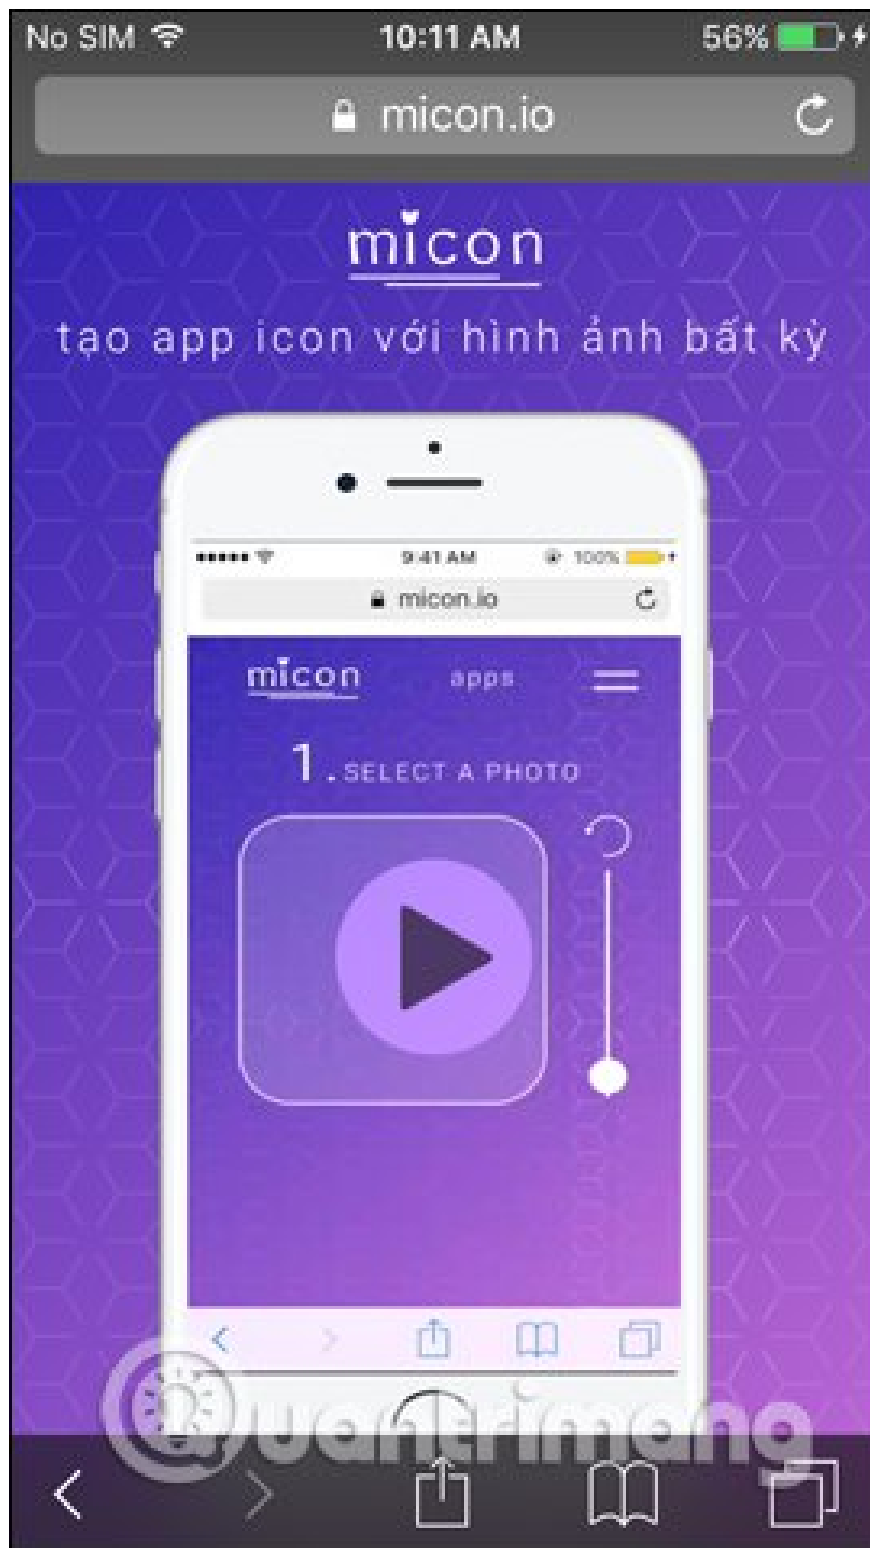 No SIM 10:11 AM 56%
micon.io
micon
tạo app icon với hình ảnh bất kỳ
9:41 AM 100%
micon.io
micon apps
1. SELECT A PHOTO
Quantrimang